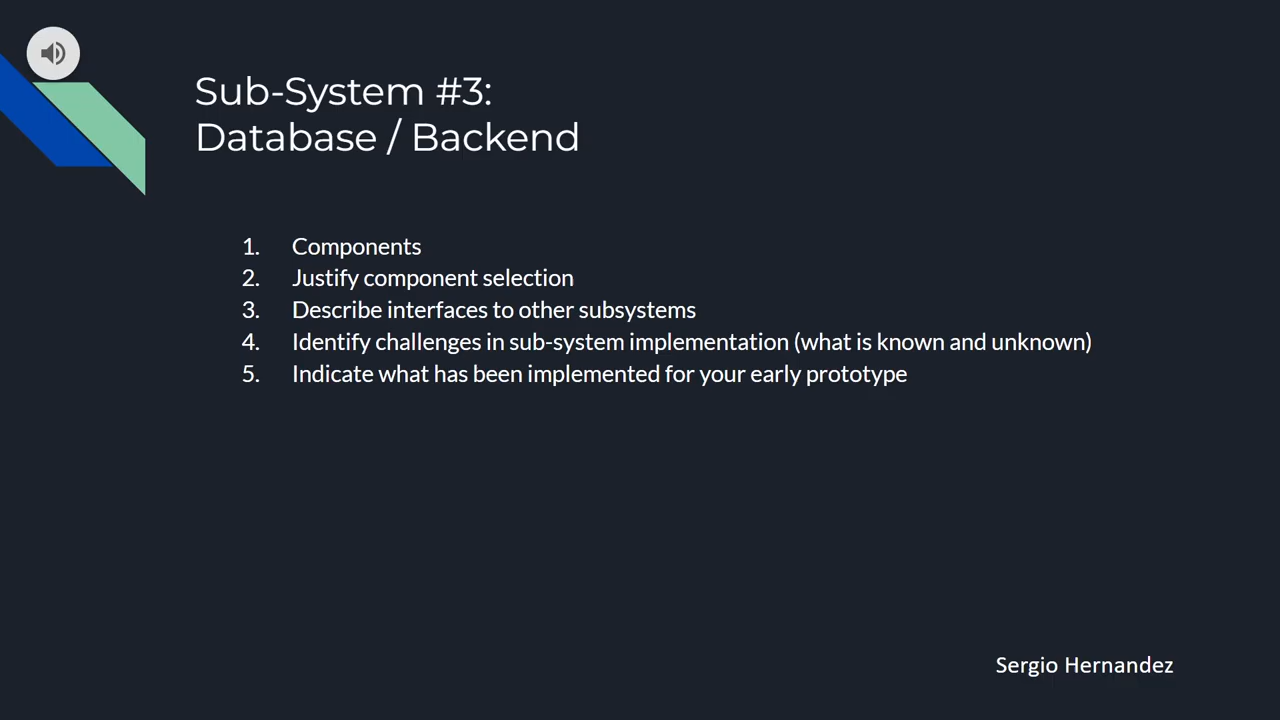 Sub-System #3:
Database / Backend
1. Components
2. Justify component selection
3. Describe interfaces to other subsystems
4. Identify challenges in sub-system implementation (what is known and unknown)
5. Indicate what has been implemented for your early prototype
Sergio Hernandez